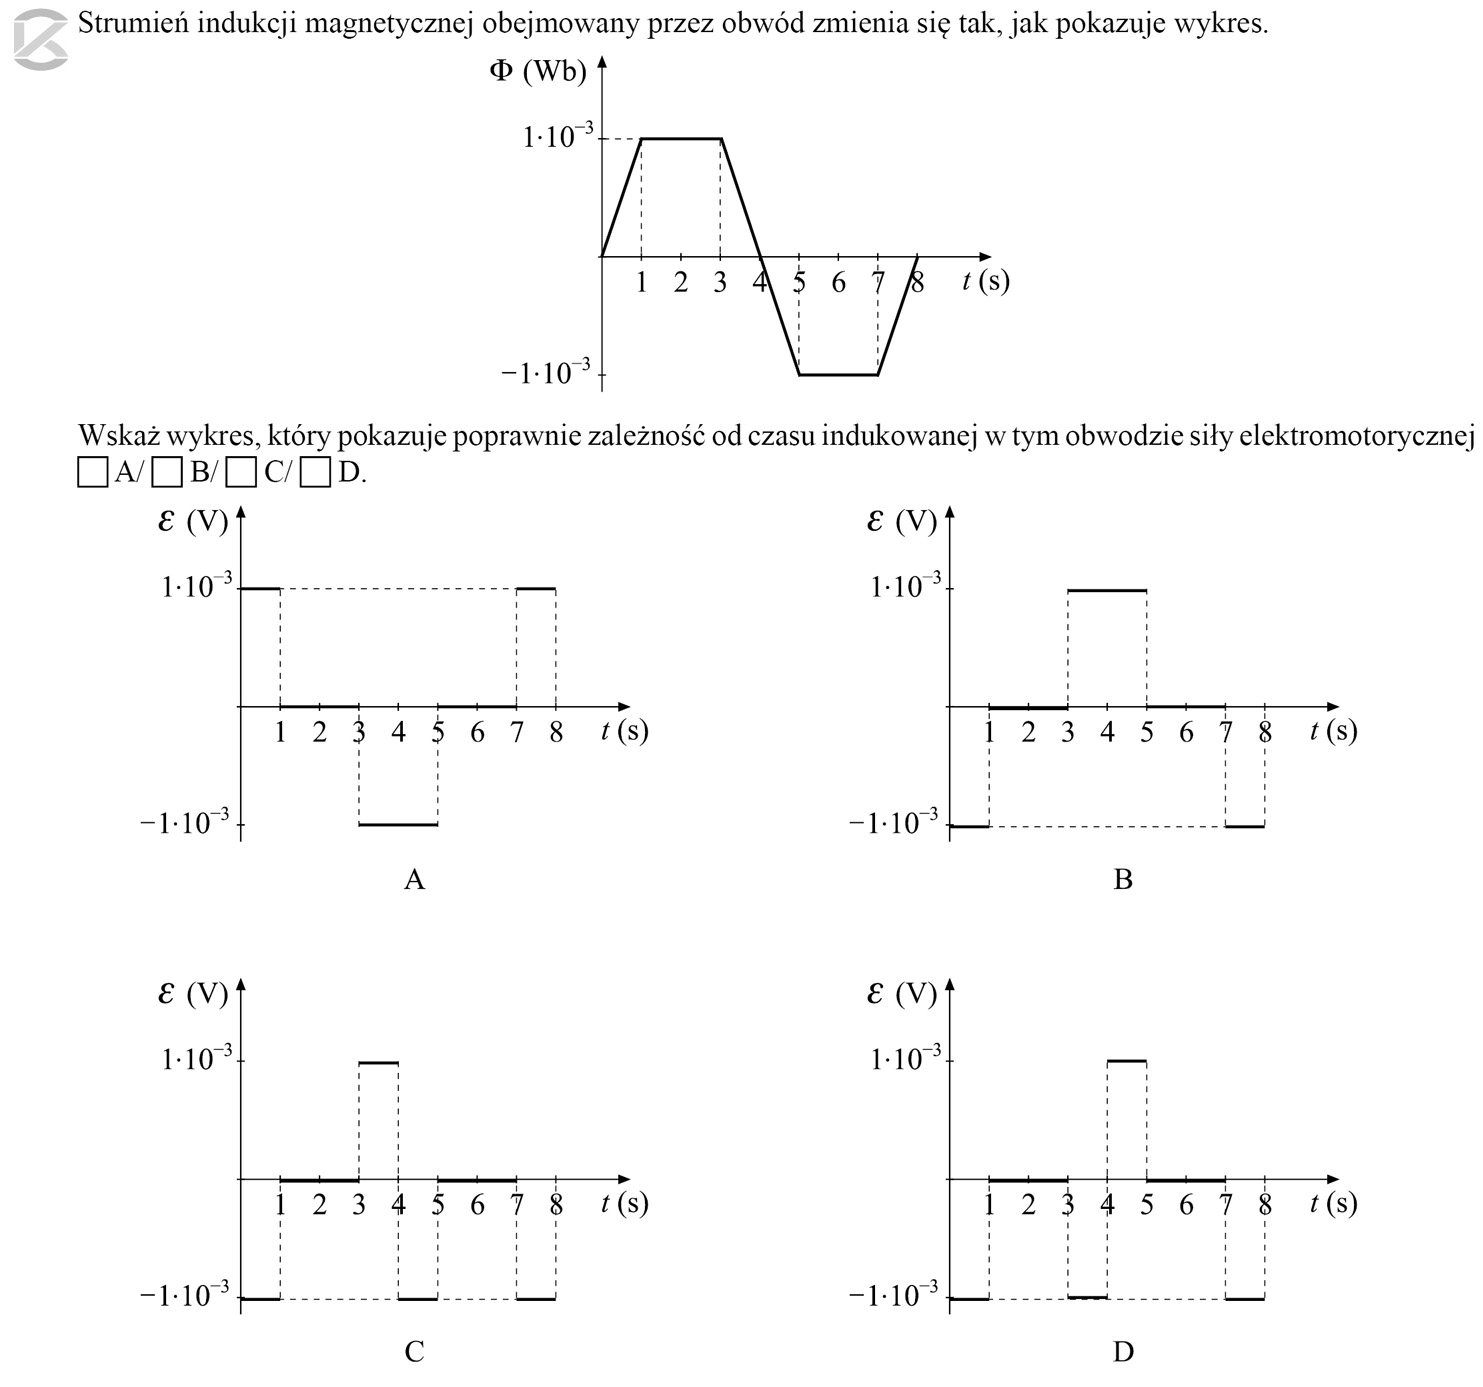 Strumień indukcji magnetycznej obejmowany przez obwód zmienia się tak, jak pokazuje wykres.
Φ (Wb)
1·10⁻³
1 2 3 4 5 6 7 8 t (s)
−1·10⁻³
Wskaż wykres, który pokazuje poprawnie zależność od czasu indukowanej w tym obwodzie siły elektromotorycznej
☐ A/ ☐ B/ ☐ C/ ☐ D.
ℰ (V)
1·10⁻³
1 2 3 4 5 6 7 8 t (s)
−1·10⁻³
A
ℰ (V)
1·10⁻³
1 2 3 4 5 6 7 8 t (s)
−1·10⁻³
B
ℰ (V)
1·10⁻³
1 2 3 4 5 6 7 8 t (s)
−1·10⁻³
C
ℰ (V)
1·10⁻³
1 2 3 4 5 6 7 8 t (s)
−1·10⁻³
D